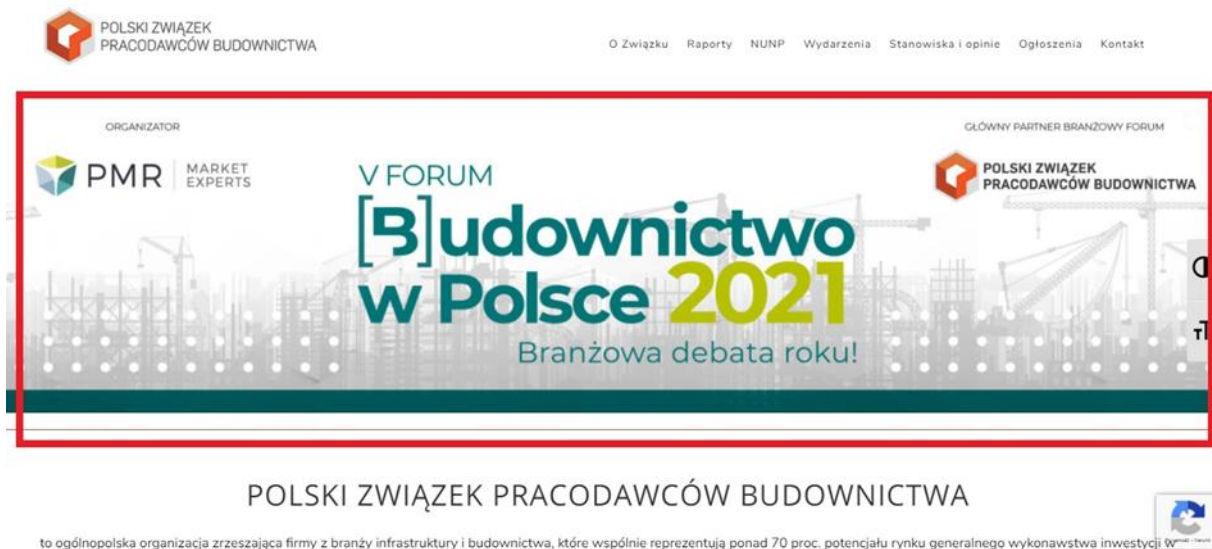 POLSKI ZWIĄZEK
PRACODAWCÓW BUDOWNICTWA
O Związku Raporty NUNP Wydarzenia Stanowiska i opinie Ogłoszenia Kontakt
ORGANIZATOR
PMR MARKET EXPERTS
GŁÓWNY PARTNER BRANŻOWY FORUM
POLSKI ZWIĄZEK
PRACODAWCÓW BUDOWNICTWA
V FORUM
[B]udownictwo
w Polsce 2021
Branżowa debata roku!
TT
POLSKI ZWIĄZEK PRACODAWCÓW BUDOWNICTWA
to ogólnopolska organizacja zrzeszająca firmy z branży infrastruktury i budownictwa, które wspólnie reprezentują ponad 70 proc. potencjału rynku generalnego wykonawstwa inwestycji w